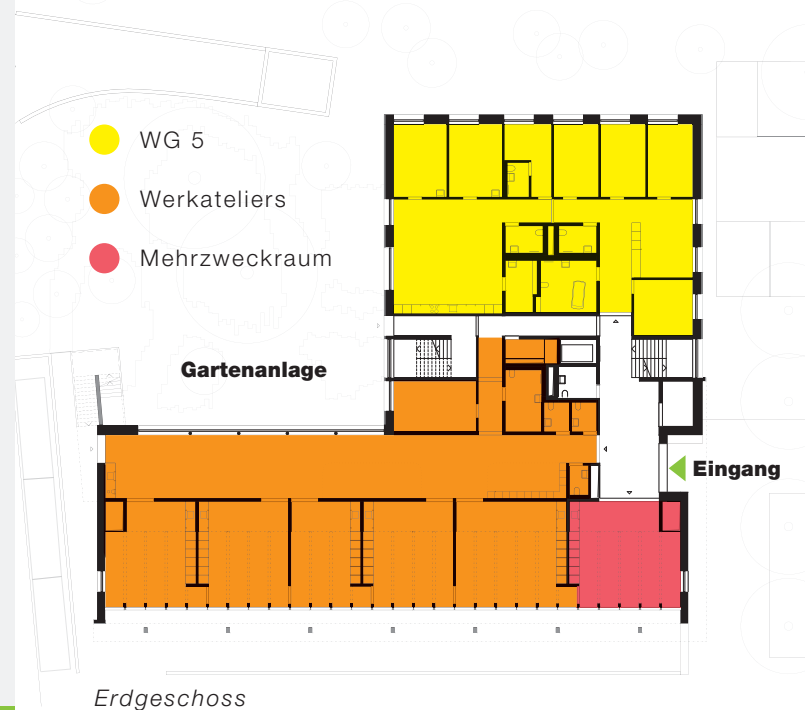 WG 5
Werkateliers
Mehrzweckraum
Gartenanlage
Eingang
Erdgeschoss